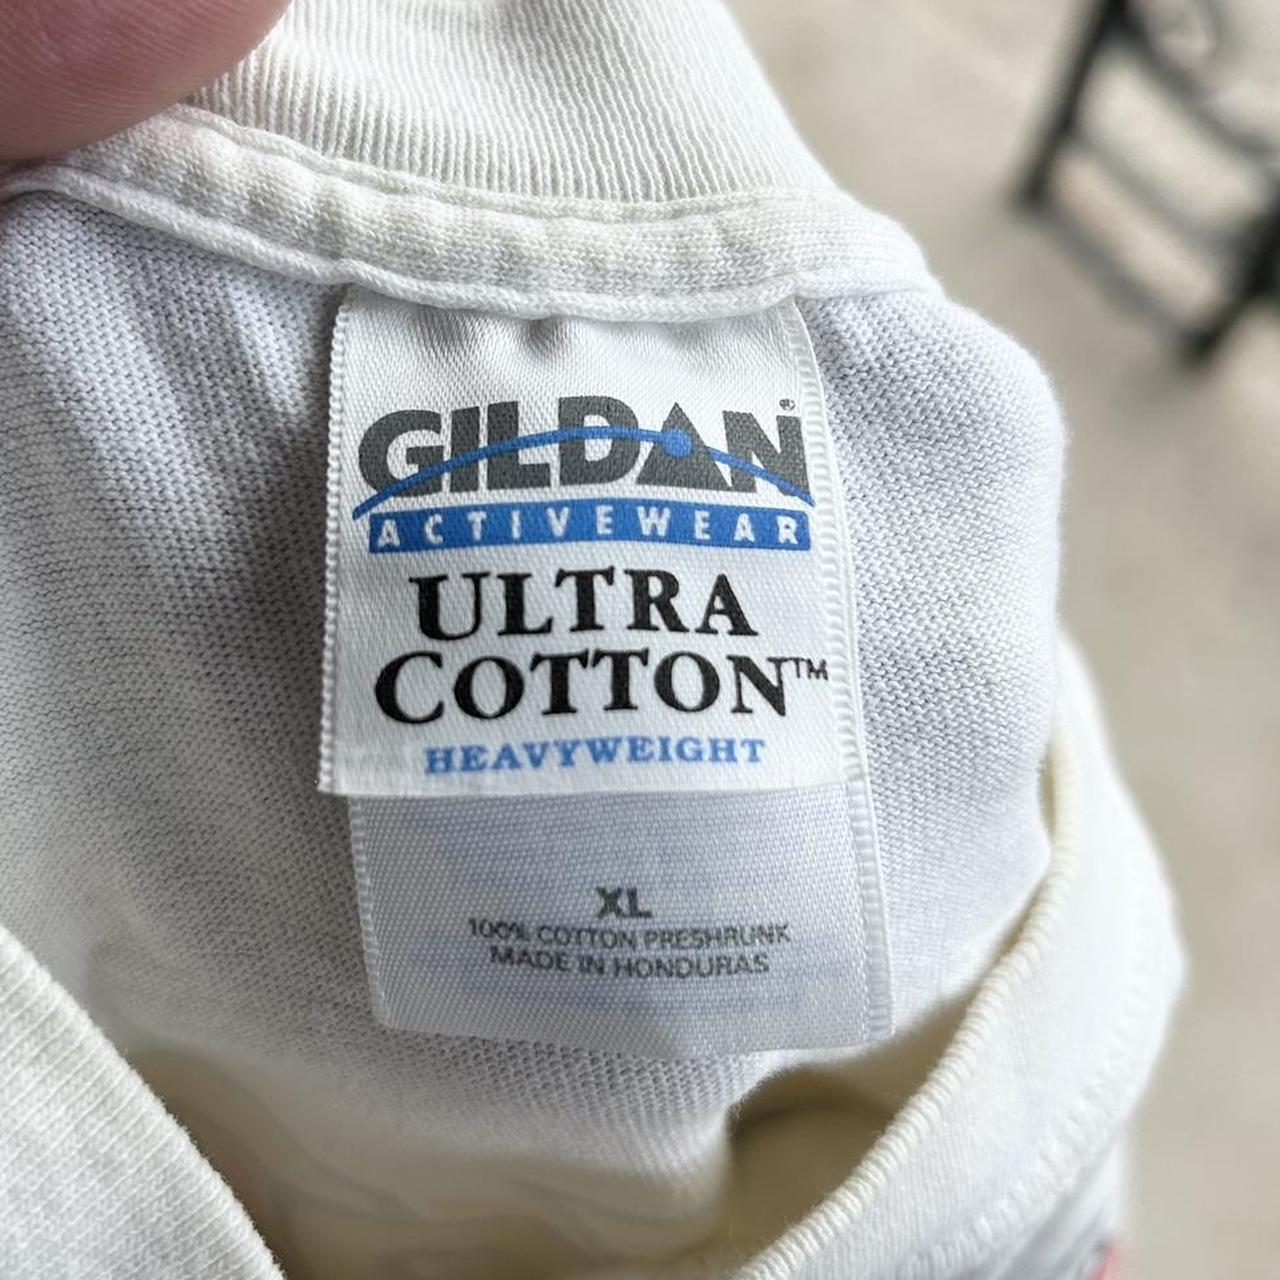 GILDAN®
ACTIVEWEAR
ULTRA
COTTON™
HEAVYWEIGHT
XL
100% COTTON PRESHRUNK
MADE IN HONDURAS